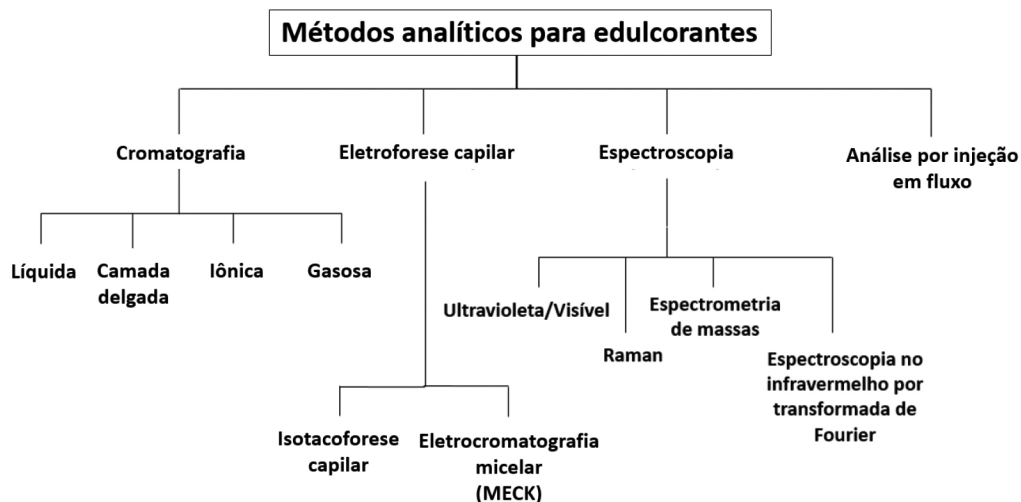 Métodos analíticos para edulcorantes
Cromatografia
Eletroforese capilar
Espectroscopia
Análise por injeção
em fluxo
Líquida
Camada
delgada
Iônica
Gasosa
Ultravioleta/Visível
Raman
Espectrometria
de massas
Espectroscopia no
infravermelho por
transformada de
Fourier
Isotacoforese
capilar
Eletrocromatografia
micelar
(MECK)